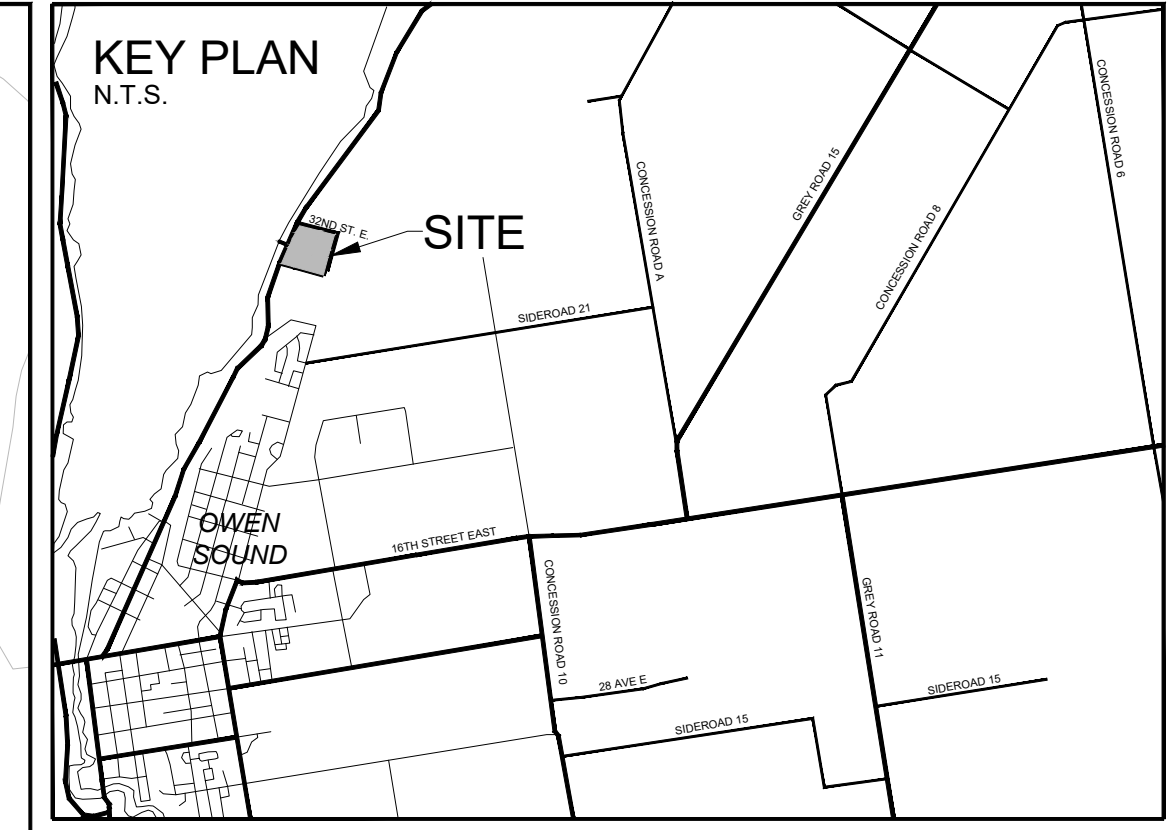 KEY PLAN
N.T.S.
32ND ST. E.
SITE
CONCESSION ROAD A
GREY ROAD 15
CONCESSION ROAD 8
CONCESSION ROAD 6
SIDEROAD 21
OWEN
SOUND
16TH STREET EAST
CONCESSION ROAD 10
GREY ROAD 11
28 AVE E
SIDEROAD 15
SIDEROAD 15